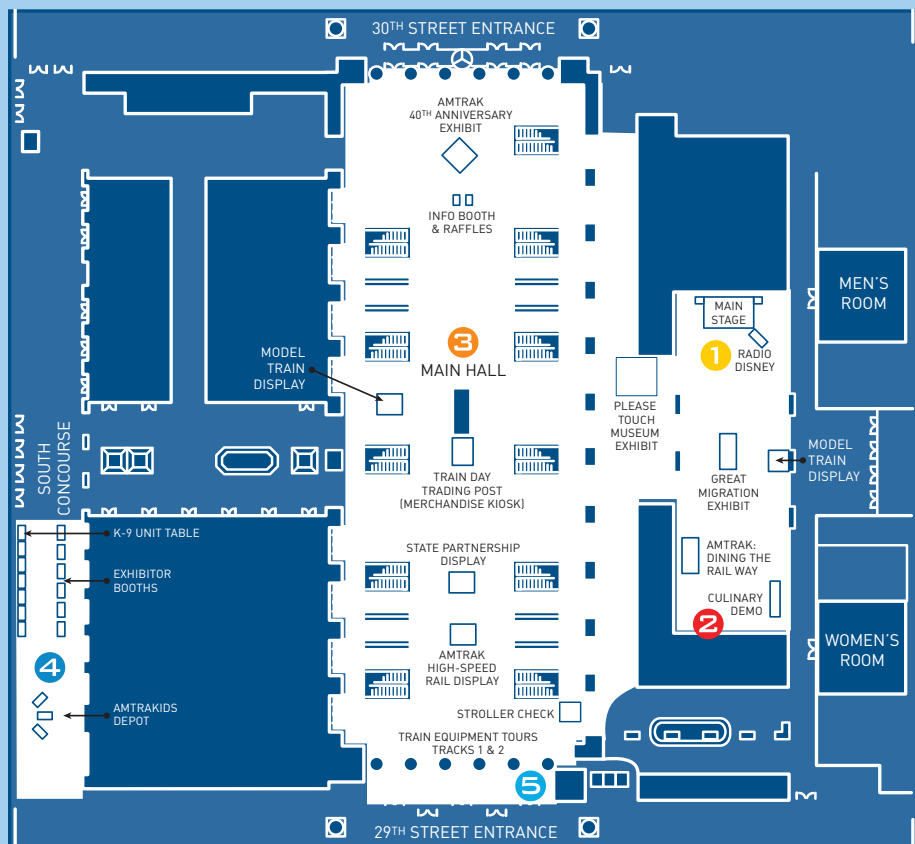 30TH STREET ENTRANCE
AMTRAK
40TH ANNIVERSARY
EXHIBIT
INFO BOOTH
& RAFFLES
MEN'S
ROOM
MAIN
STAGE
1
RADIO
DISNEY
3
MAIN HALL
MODEL
TRAIN
DISPLAY
PLEASE
TOUCH
MUSEUM
EXHIBIT
SOUTH
CONCOURSE
TRAIN DAY
TRADING POST
(MERCHANDISE KIOSK)
GREAT
MIGRATION
EXHIBIT
MODEL
TRAIN
DISPLAY
K-9 UNIT TABLE
EXHIBITOR
BOOTHS
STATE PARTNERSHIP
DISPLAY
AMTRAK:
DINING THE
RAIL WAY
CULINARY
DEMO
2
WOMEN'S
ROOM
AMTRAK
HIGH-SPEED
RAIL DISPLAY
4
AMTRAKIDS
DEPOT
STROLLER CHECK
TRAIN EQUIPMENT TOURS
TRACKS 1 & 2
5
29TH STREET ENTRANCE